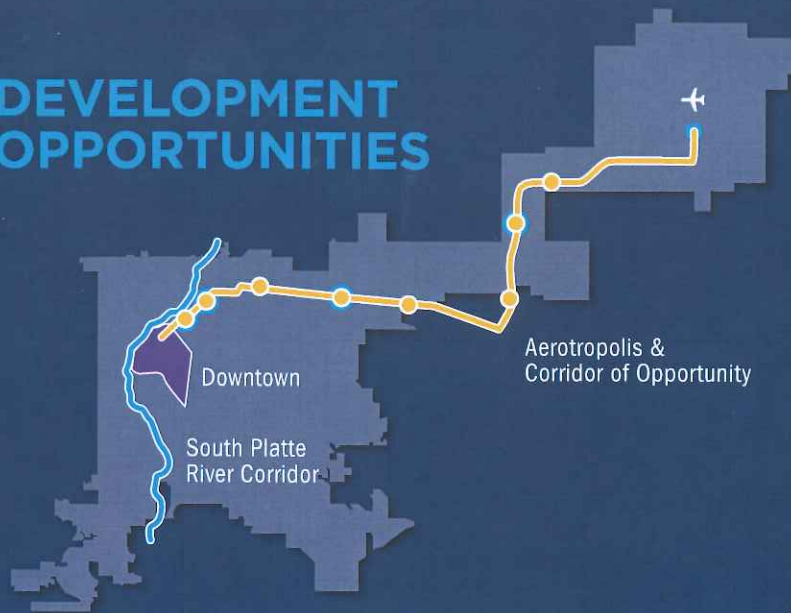 DEVELOPMENT
OPPORTUNITIES
Aerotropolis &
Corridor of Opportunity
Downtown
South Platte
River Corridor